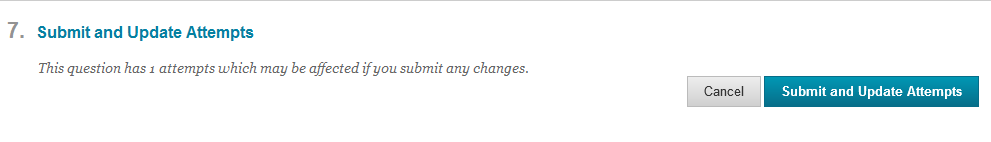 7. Submit and Update Attempts
This question has 1 attempts which may be affected if you submit any changes.
Cancel Submit and Update Attempts